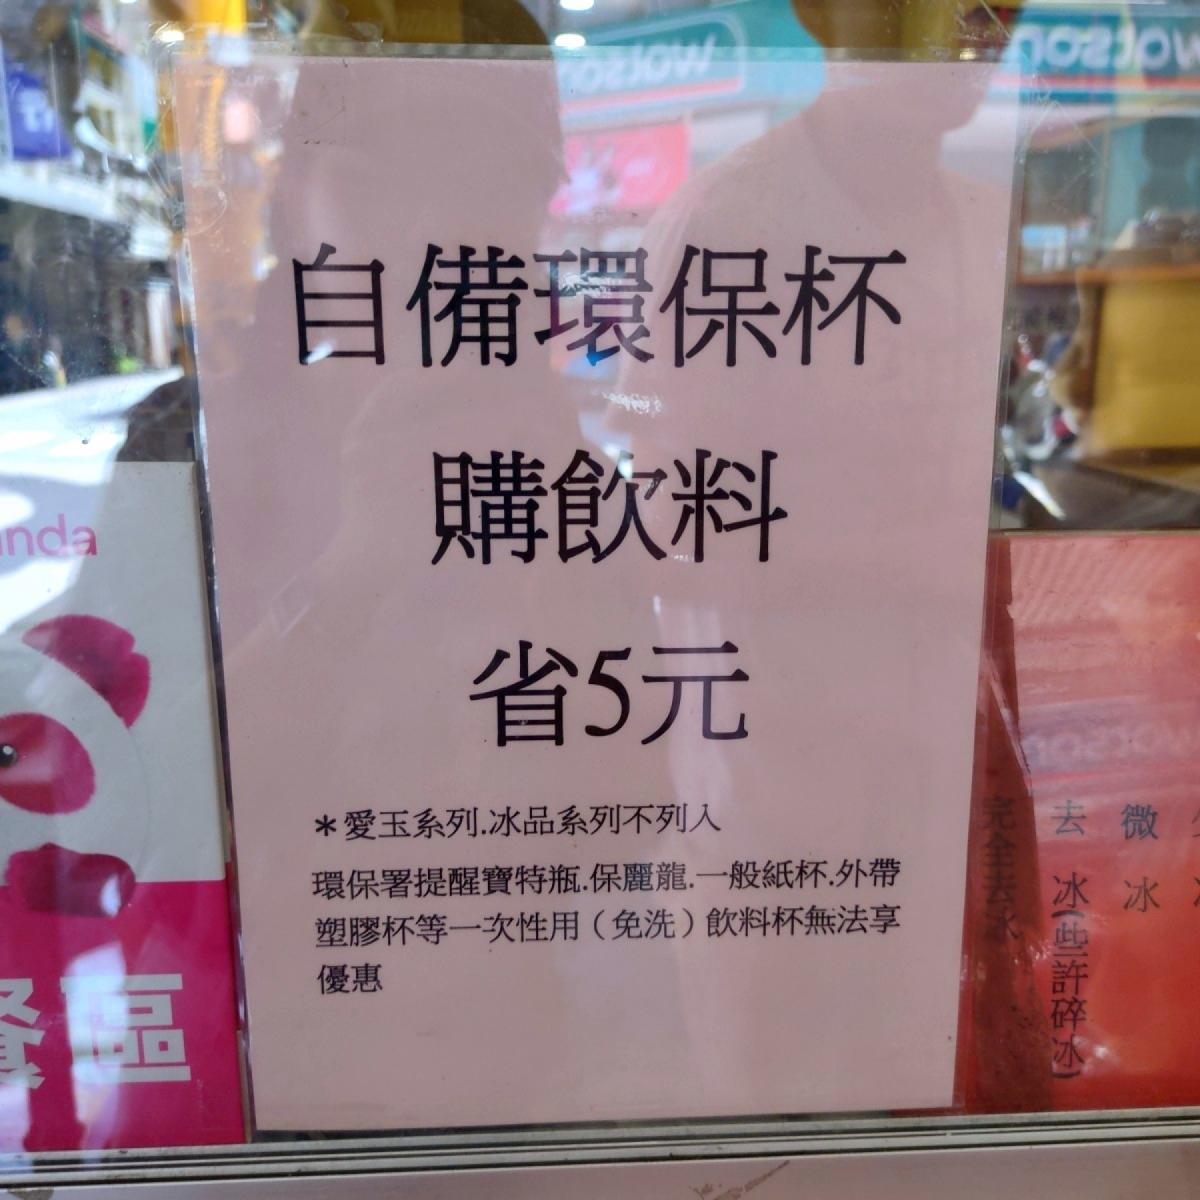 自備環保杯
購飲料
省5元
＊愛玉系列.冰品系列不列入
環保署提醒寶特瓶.保麗龍.一般紙杯.外帶
塑膠杯等一次性用（免洗）飲料杯無法享
優惠
anda
餐區
微冰
去冰(些許碎冰)
完全去冰
watson